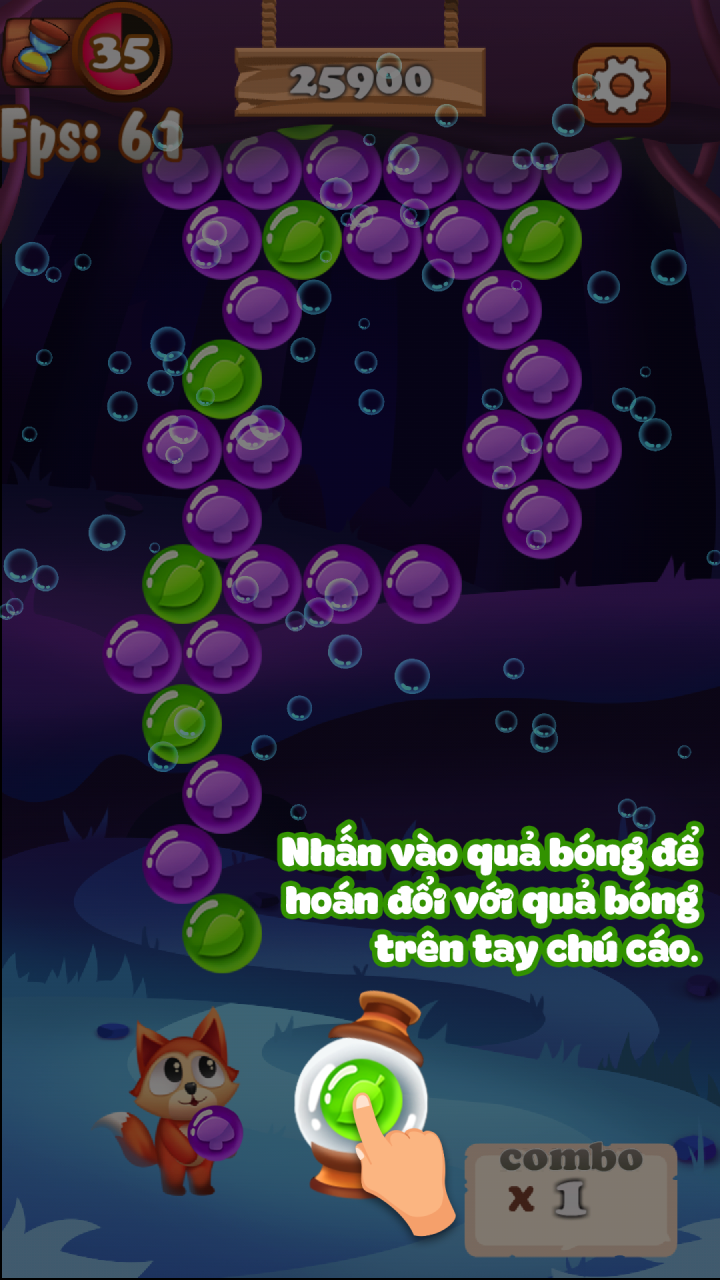 35
25900
Fps: 61
Nhấn vào quả bóng để
hoán đổi với quả bóng
trên tay chú cáo.
combo
x 1